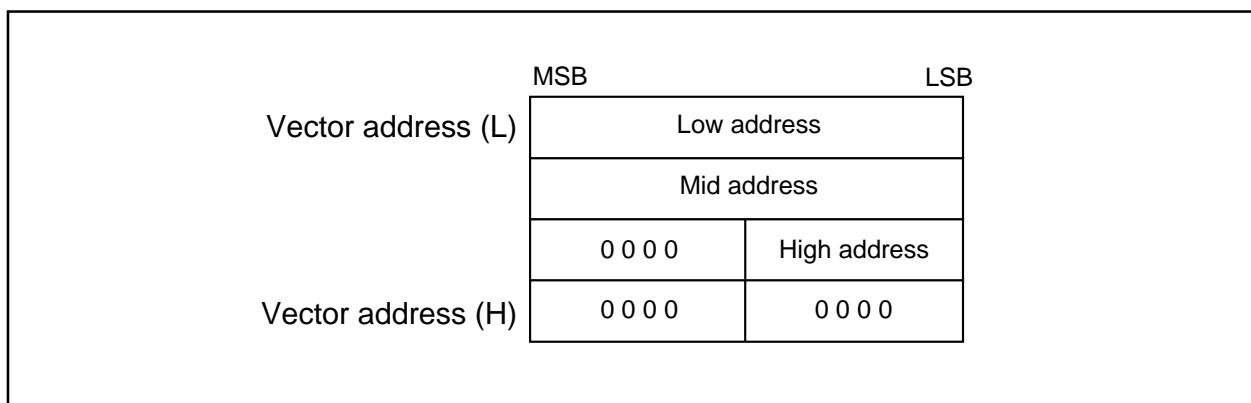 MSB LSB
Vector address (L) Low address
Mid address
0 0 0 0 High address
Vector address (H) 0 0 0 0 0 0 0 0